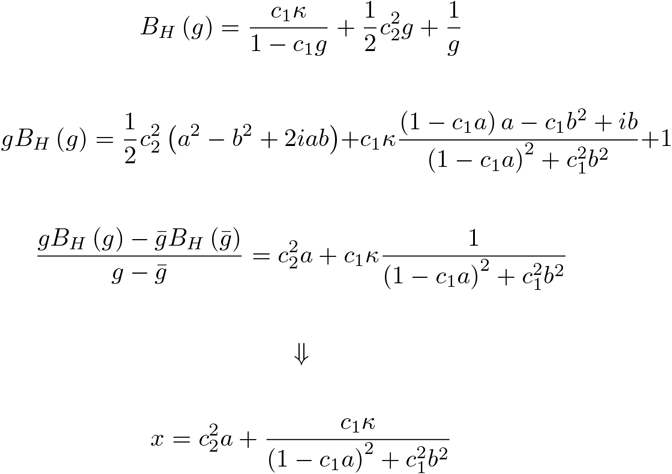 $$B_H\,(g) = \frac{c_1\kappa}{1 - c_1 g} + \frac{1}{2}c_2^2 g + \frac{1}{g}$$
$$gB_H\,(g) = \frac{1}{2}c_2^2\left(a^2 - b^2 + 2iab\right) + c_1\kappa\frac{(1 - c_1 a)\,a - c_1 b^2 + ib}{(1 - c_1 a)^2 + c_1^2 b^2} + 1$$
$$\frac{gB_H\,(g) - \bar{g}B_H\,(\bar{g})}{g - \bar{g}} = c_2^2 a + c_1\kappa\frac{1}{(1 - c_1 a)^2 + c_1^2 b^2}$$
$$\Downarrow$$
$$x = c_2^2 a + \frac{c_1\kappa}{(1 - c_1 a)^2 + c_1^2 b^2}$$